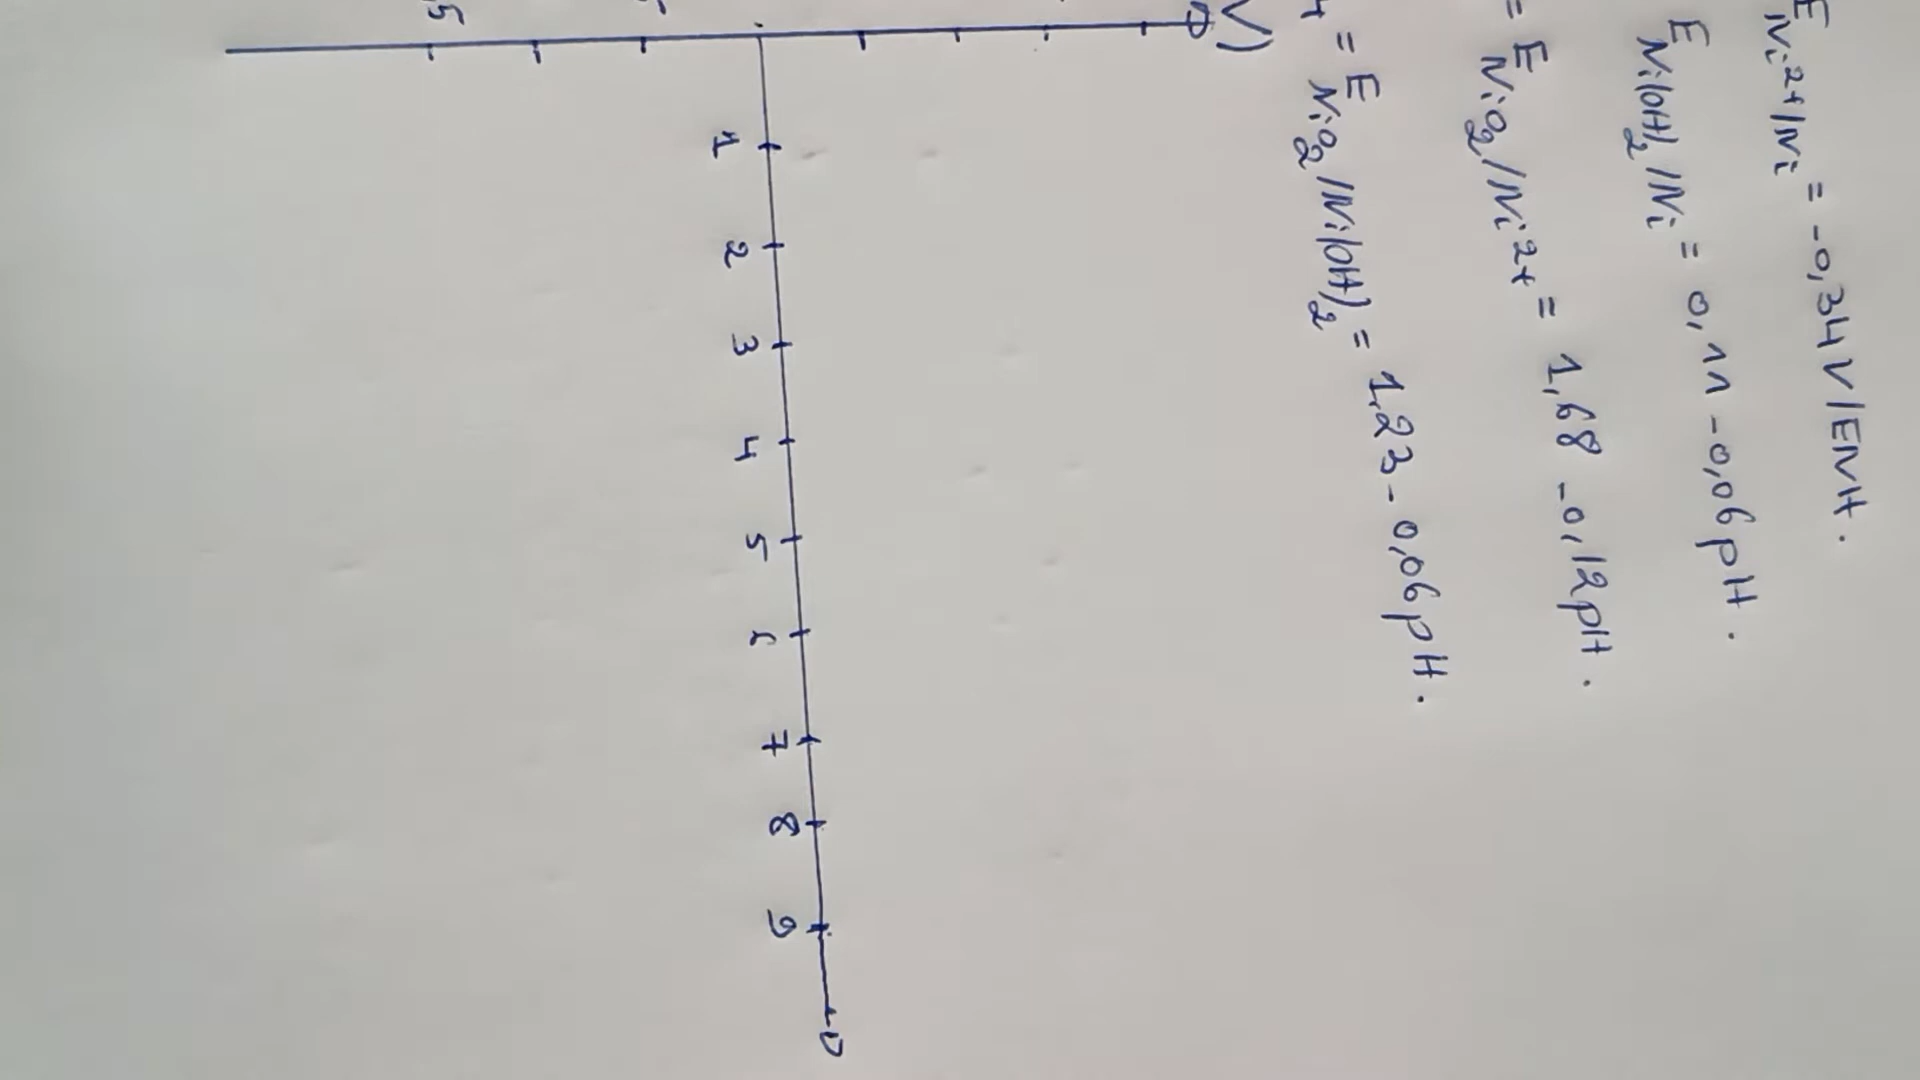 E Ni²⁺/Ni = -0,34 V/ENH.
E Ni(OH)₂/Ni = 0,11 - 0,06 pH.
= E NiO₂/Ni²⁺ = 1,68 - 0,12 pH.
4 = E NiO₂/Ni(OH)₂ = 1,23 - 0,06 pH.
V)
1 2 3 4 5 6 7 8 9